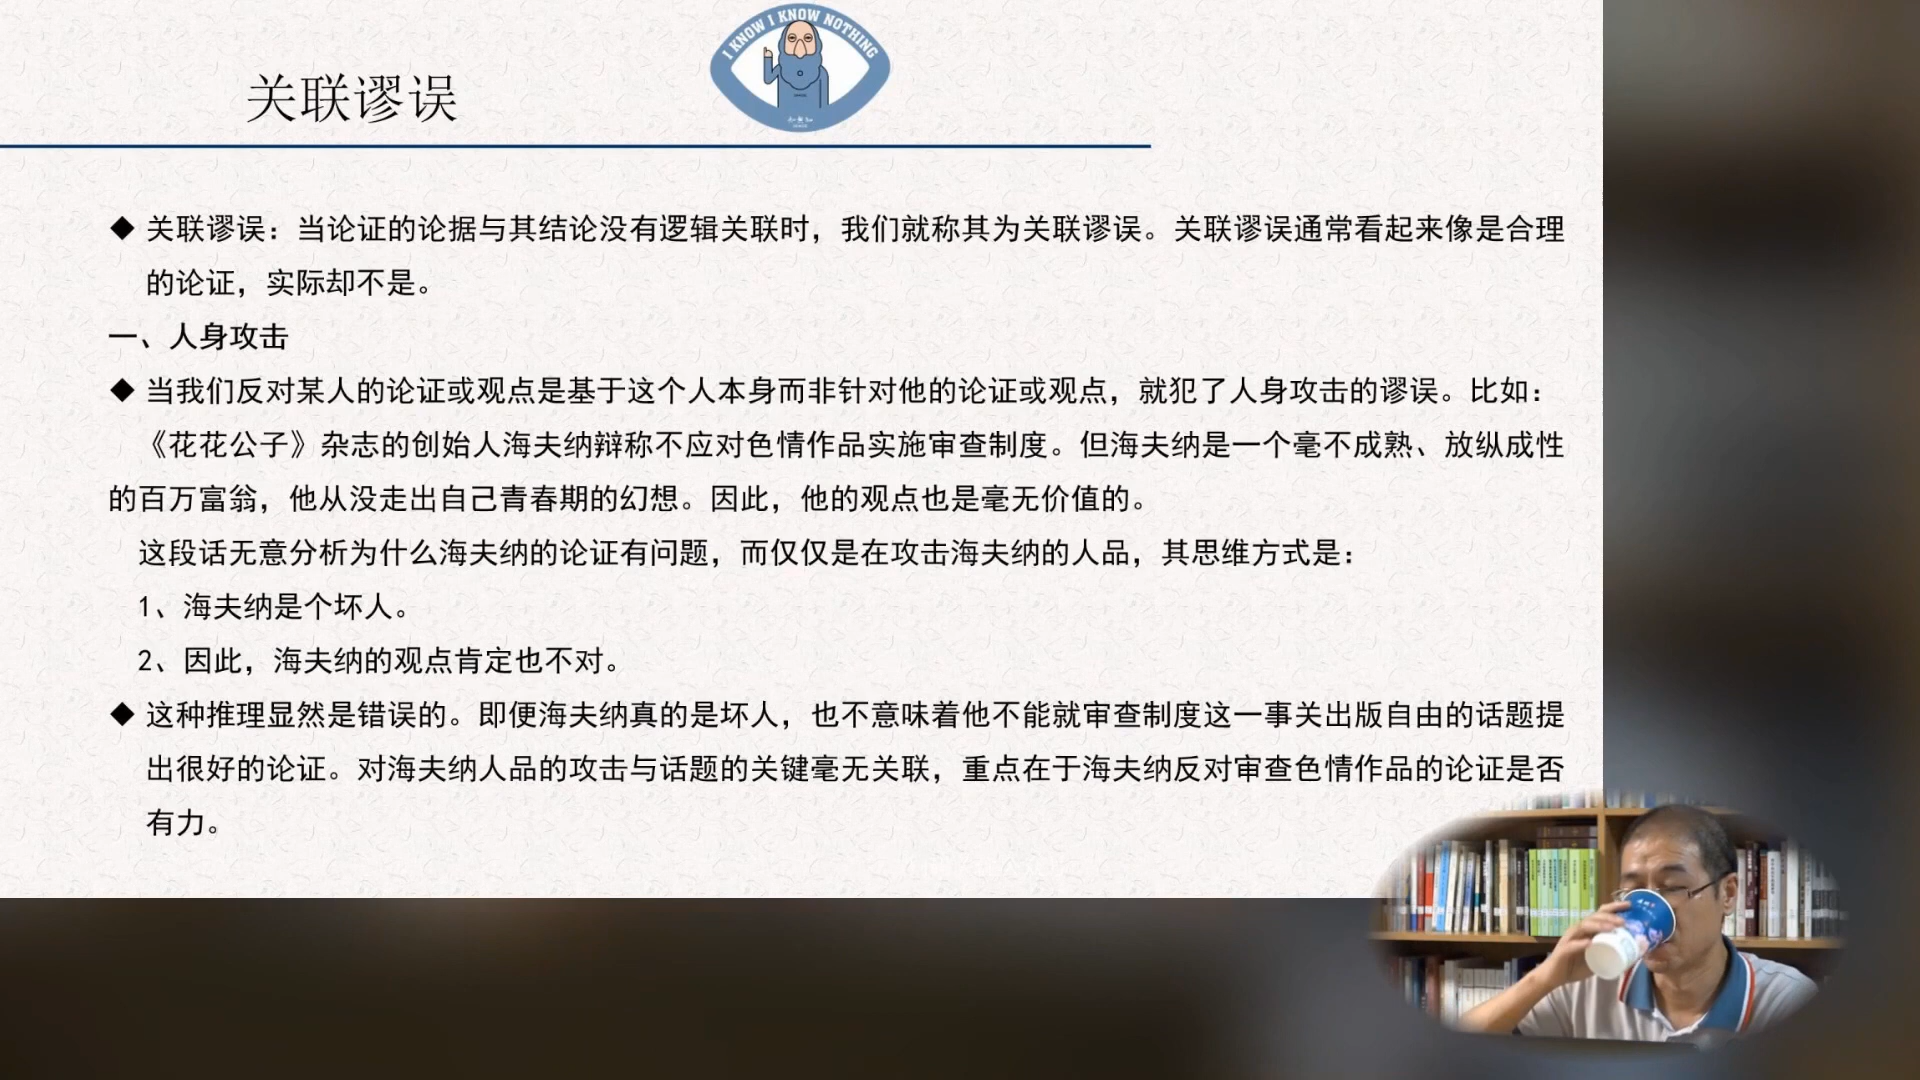 I KNOW I KNOW NOTHING
关联谬误
◆ 关联谬误：当论证的论据与其结论没有逻辑关联时，我们就称其为关联谬误。关联谬误通常看起来像是合理
的论证，实际却不是。
一、人身攻击
◆ 当我们反对某人的论证或观点是基于这个人本身而非针对他的论证或观点，就犯了人身攻击的谬误。比如：
《花花公子》杂志的创始人海夫纳辩称不应对色情作品实施审查制度。但海夫纳是一个毫不成熟、放纵成性
的百万富翁，他从没走出自己青春期的幻想。因此，他的观点也是毫无价值的。
这段话无意分析为什么海夫纳的论证有问题，而仅仅是在攻击海夫纳的人品，其思维方式是：
1、海夫纳是个坏人。
2、因此，海夫纳的观点肯定也不对。
◆ 这种推理显然是错误的。即便海夫纳真的是坏人，也不意味着他不能就审查制度这一事关出版自由的话题提
出很好的论证。对海夫纳人品的攻击与话题的关键毫无关联，重点在于海夫纳反对审查色情作品的论证是否
有力。